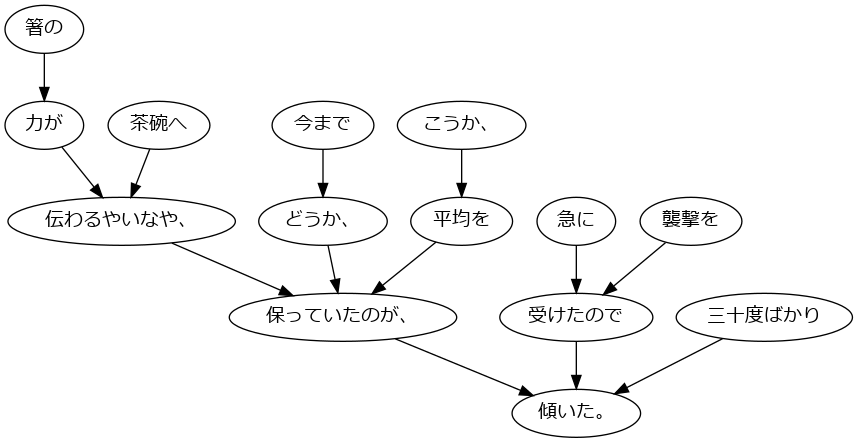 箸の
力が
茶碗へ
今まで
こうか、
伝わるやいなや、
どうか、
平均を
急に
襲撃を
保っていたのが、
受けたので
三十度ばかり
傾いた。